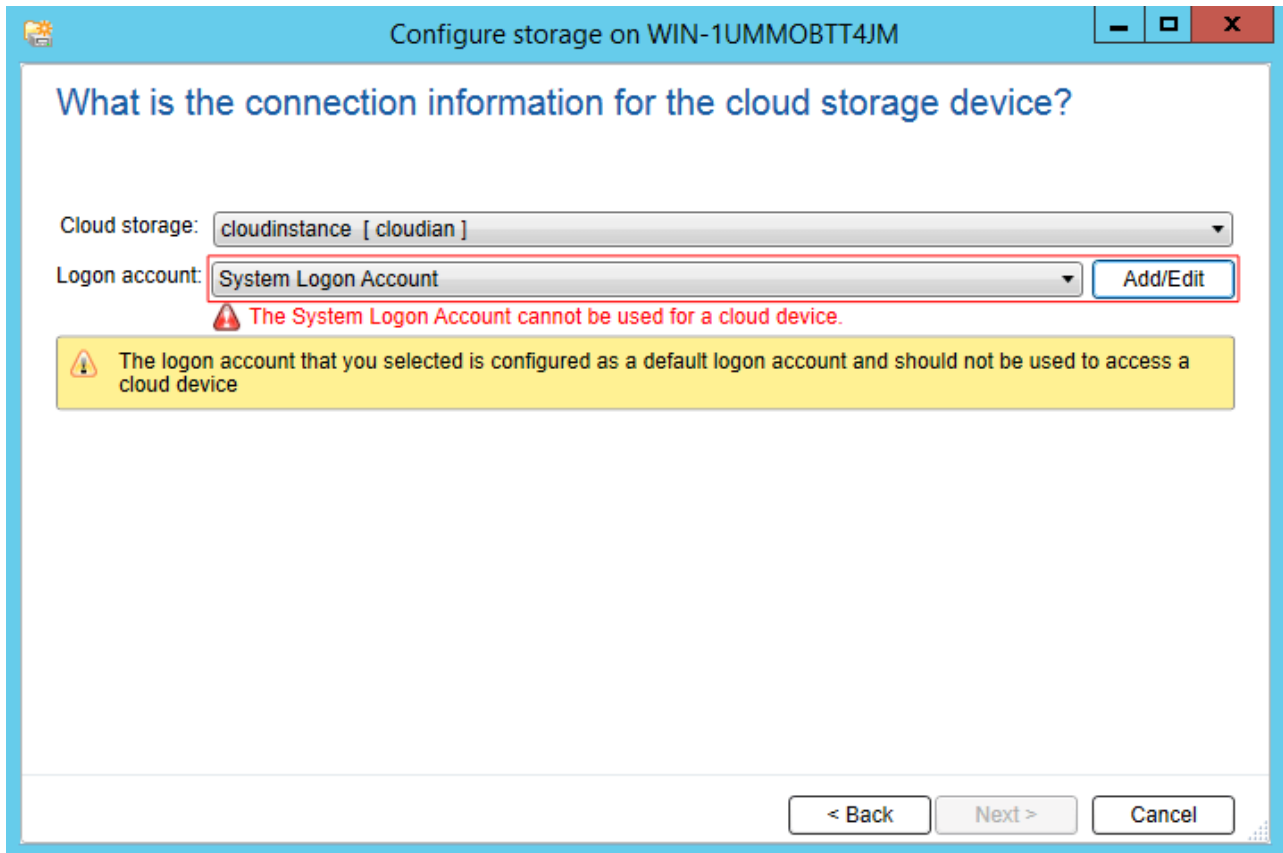 Configure storage on WIN-1UMMOBTT4JM
What is the connection information for the cloud storage device?
Cloud storage: cloudinstance [ cloudian ]
Logon account: System Logon Account Add/Edit
The System Logon Account cannot be used for a cloud device.
The logon account that you selected is configured as a default logon account and should not be used to access a
cloud device
< Back Next > Cancel